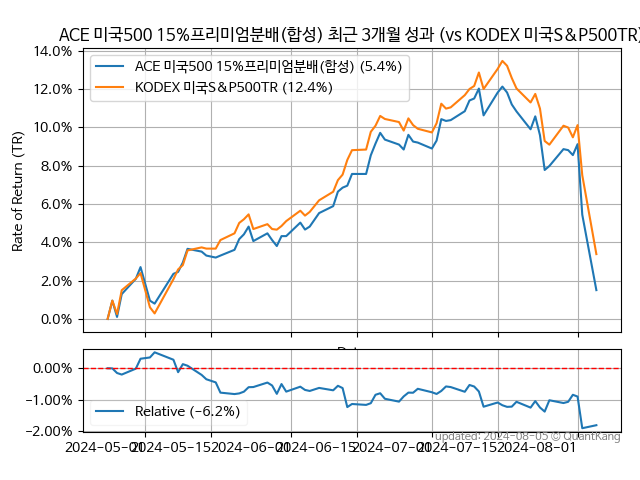 ACE 미국500 15%프리미엄분배(합성) 최근 3개월 성과 (vs KODEX 미국S&P500TR)
14.0%
12.0%
10.0%
8.0%
6.0%
4.0%
2.0%
0.0%
Rate of Return (TR)
ACE 미국500 15%프리미엄분배(합성) (5.4%)
KODEX 미국S&P500TR (12.4%)
0.00%
−1.00%
−2.00%
Relative (−6.2%)
updated: 2024-08-05 © QuantKang
2024-05-01 2024-05-15 2024-06-01 2024-06-15 2024-07-01 2024-07-15 2024-08-01